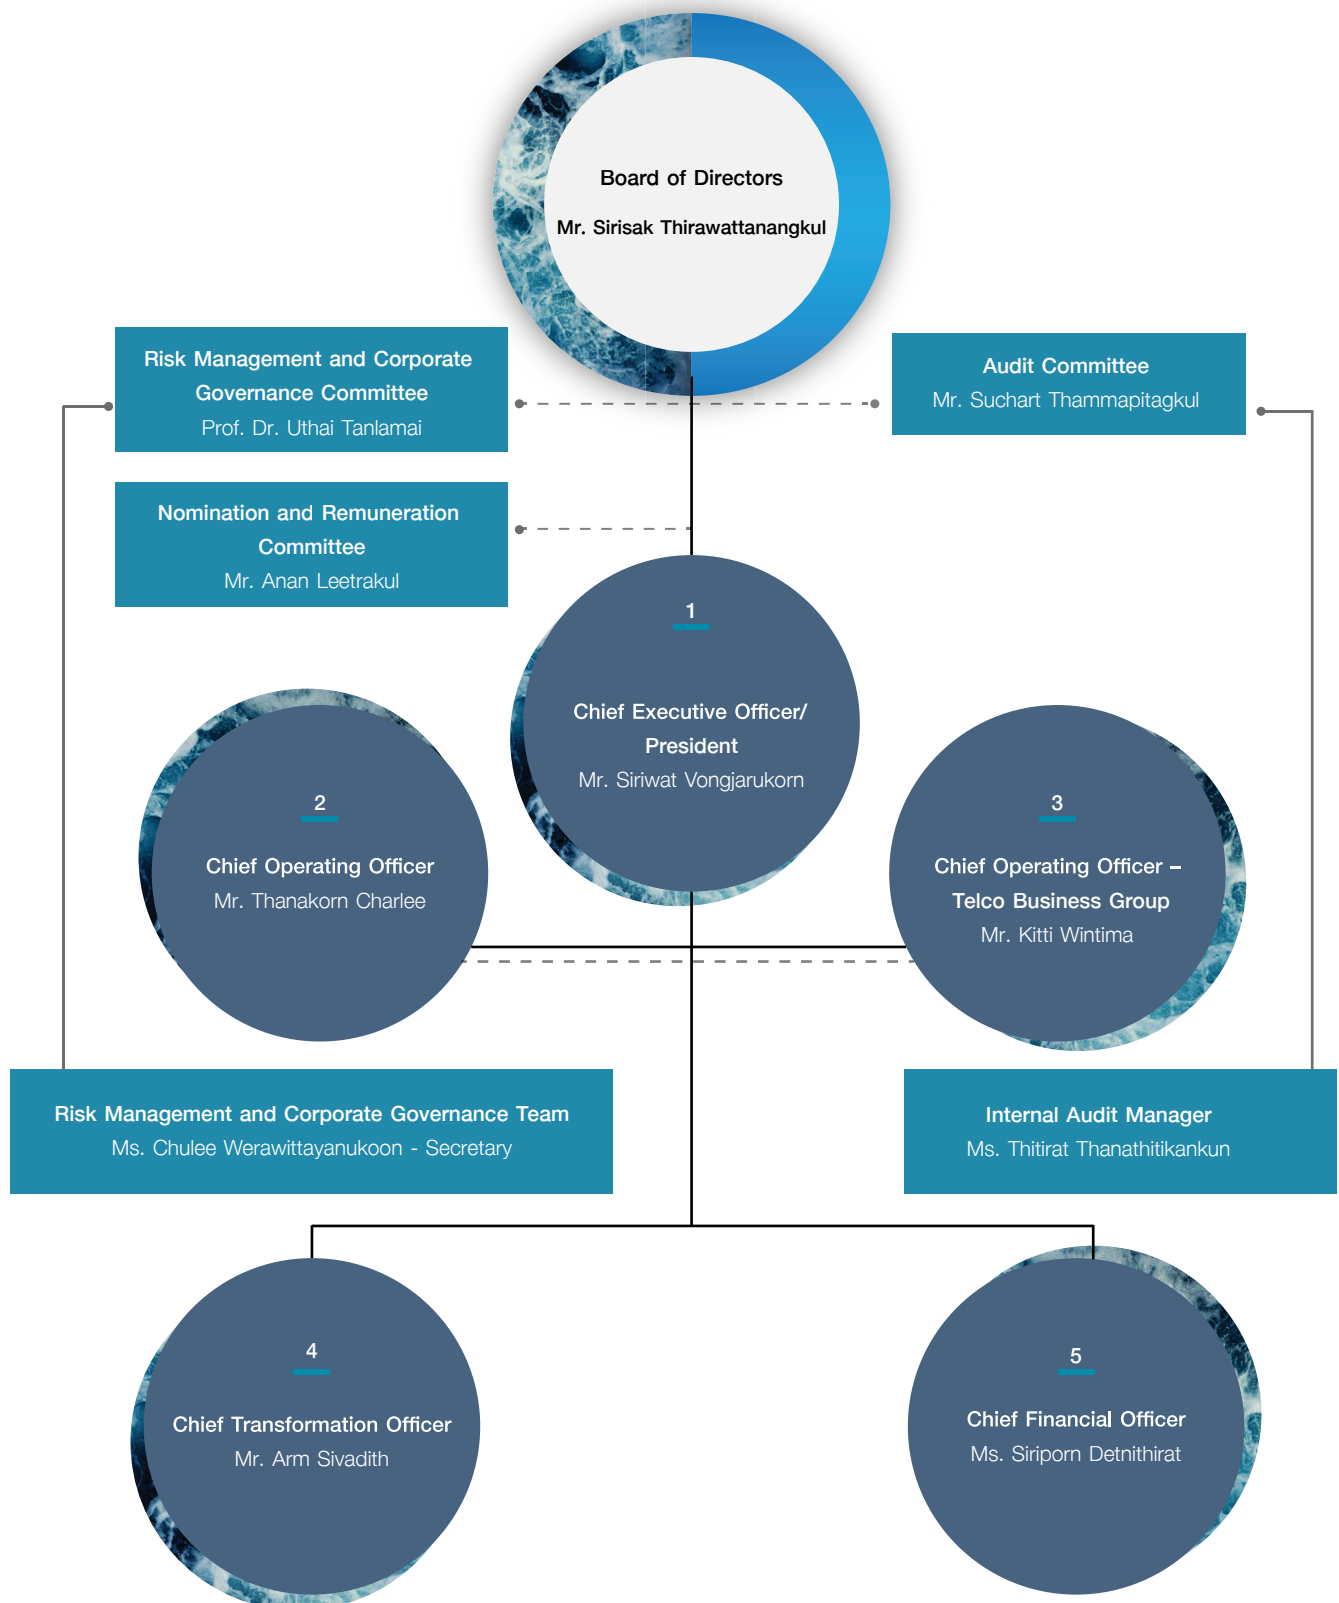 Board of Directors
Mr. Sirisak Thirawattanangkul
Risk Management and Corporate
Governance Committee
Prof. Dr. Uthai Tanlamai
Audit Committee
Mr. Suchart Thammapitagkul
Nomination and Remuneration
Committee
Mr. Anan Leetrakul
1
Chief Executive Officer/
President
Mr. Siriwat Vongjarukorn
2
Chief Operating Officer
Mr. Thanakorn Charlee
3
Chief Operating Officer –
Telco Business Group
Mr. Kitti Wintima
Risk Management and Corporate Governance Team
Ms. Chulee Werawittayanukoon - Secretary
Internal Audit Manager
Ms. Thitirat Thanathitikankun
4
Chief Transformation Officer
Mr. Arm Sivadith
5
Chief Financial Officer
Ms. Siriporn Detnithirat